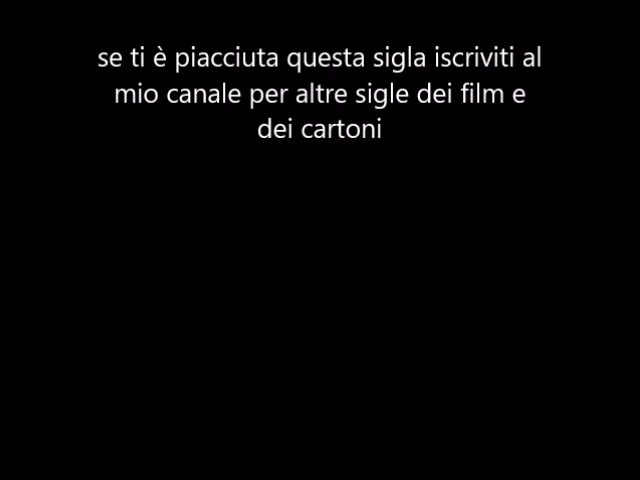 se ti è piacciuta questa sigla iscriviti al
mio canale per altre sigle dei film e
dei cartoni